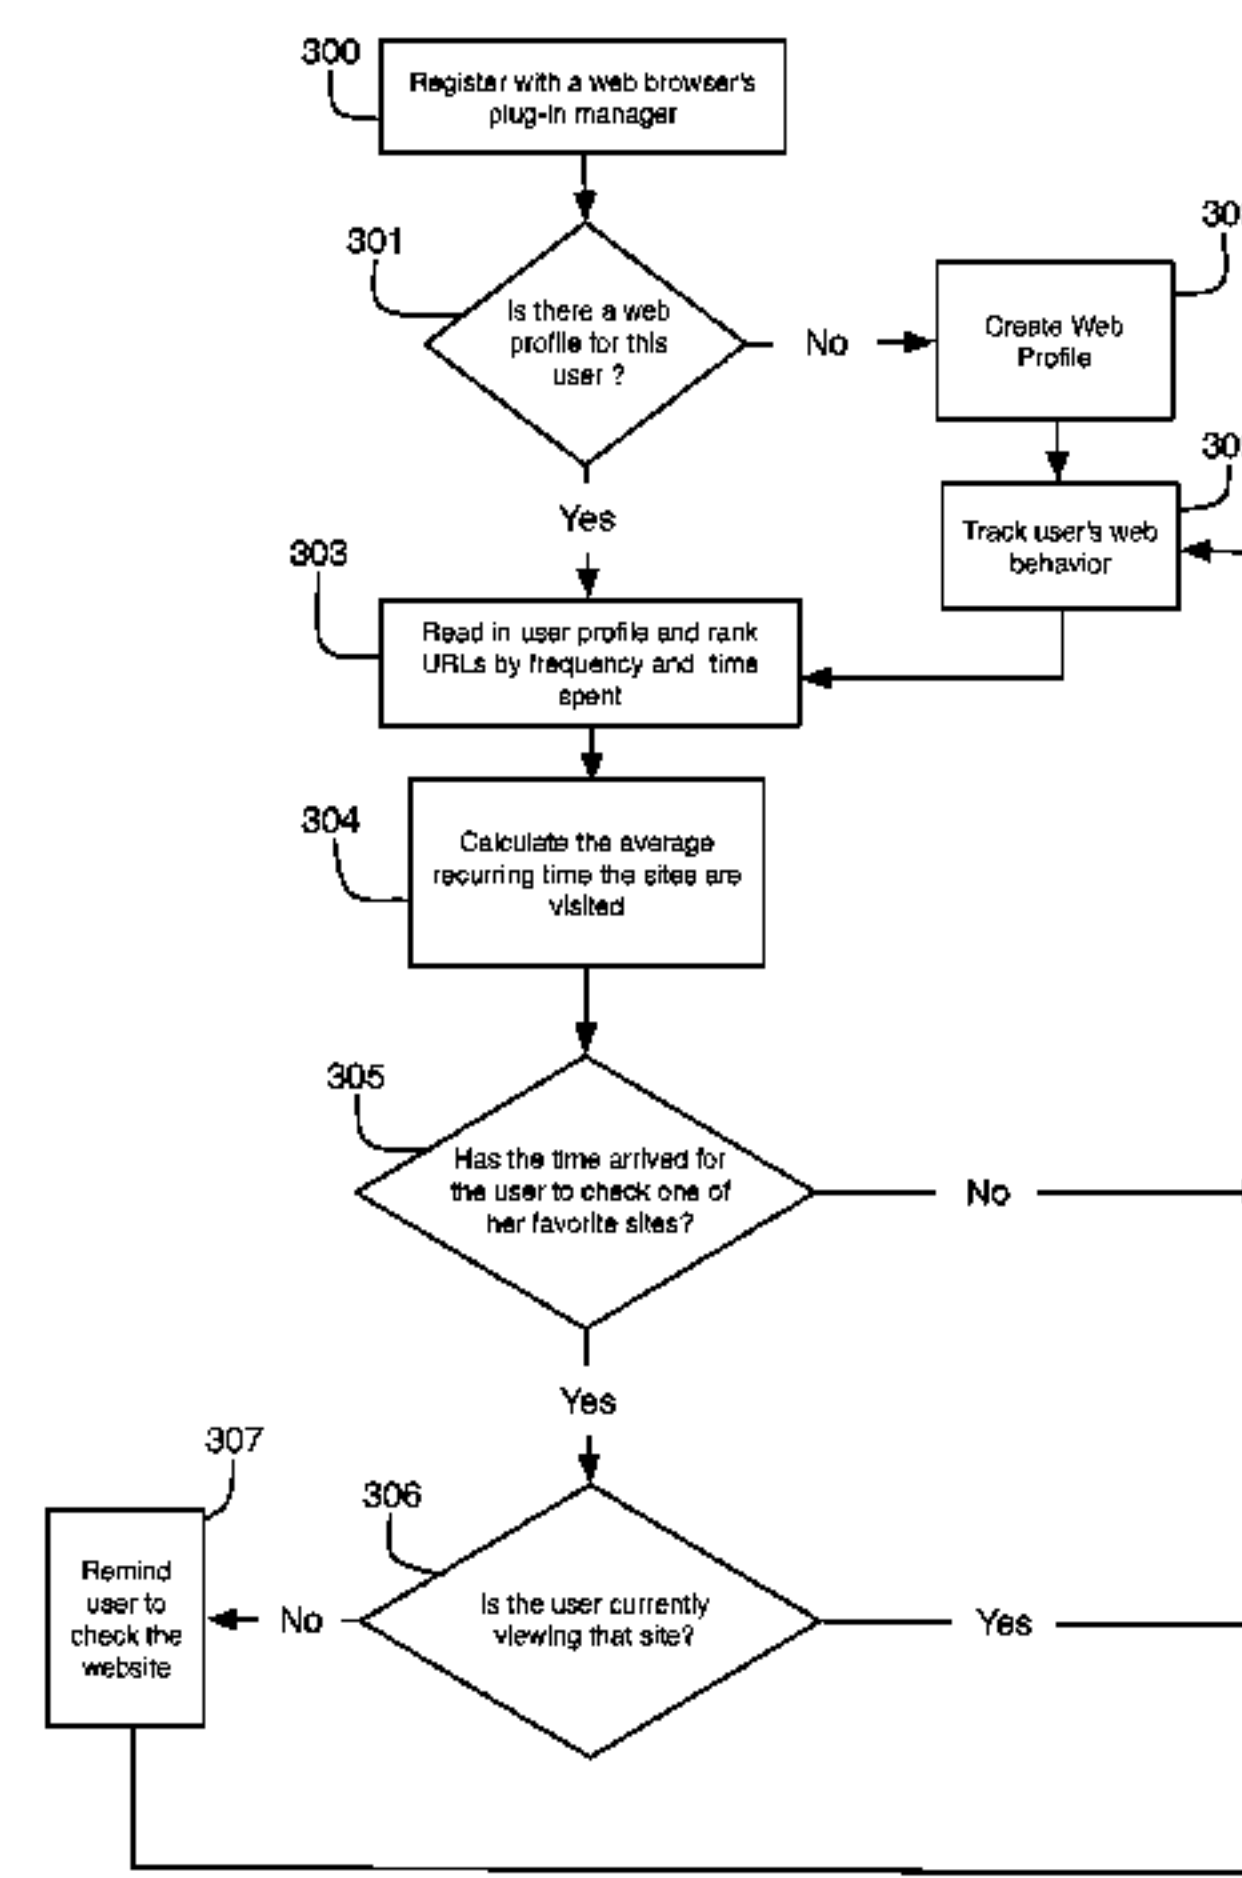 300
Register with a web browser's
plug-in manager
301
Is there a web
profile for this
user ?
No
30
Create Web
Profile
30
Track user's web
behavior
Yes
303
Read in user profile and rank
URLs by frequency and time
spent
304
Calculate the average
recurring time the sites are
visited
305
Has the time arrived for
the user to check one of
her favorite sites?
No
Yes
307
306
Remind
user to
check the
website
No
Is the user currently
viewing that site?
Yes